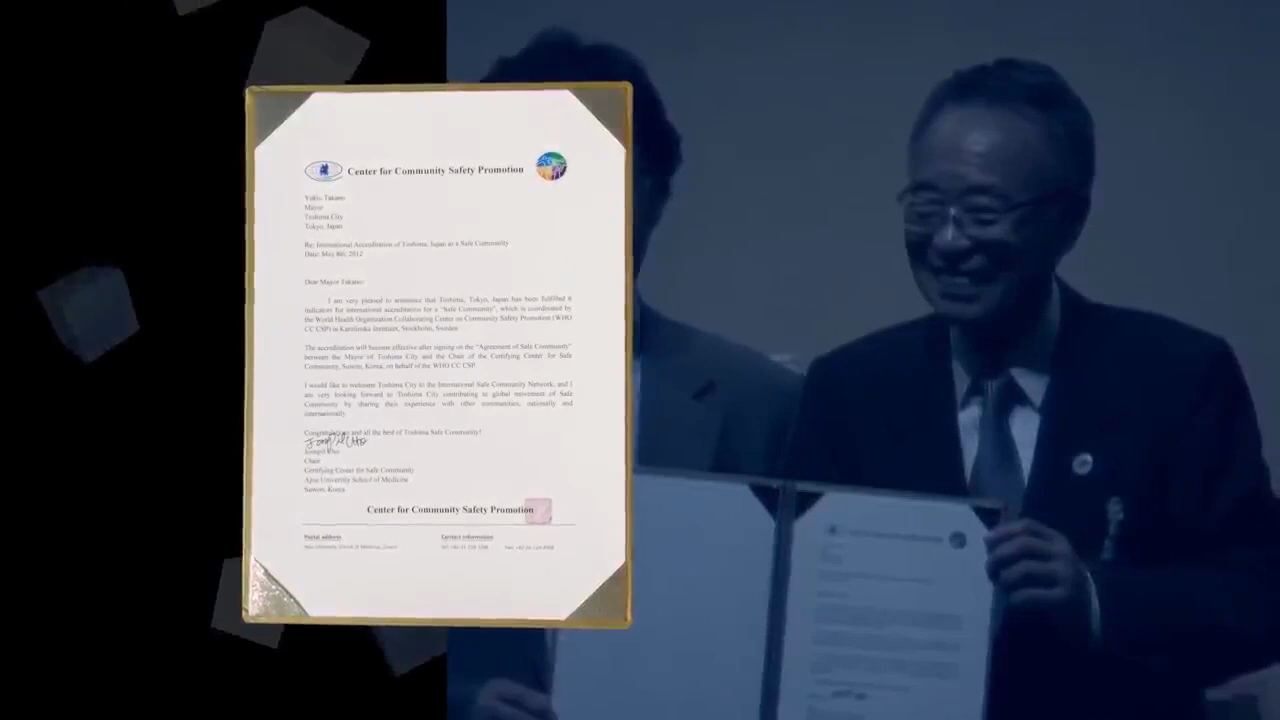 Center for Community Safety Promotion
Yukio Takano
Mayor
Toshima City
Tokyo, Japan
Re: International Accreditation of Toshima, Japan as a Safe Community
Date: May 8th, 2012
Dear Mayor Takano:
I am very pleased to announce that Toshima, Tokyo, Japan has been fulfilled 6
indicators for international accreditation for a "Safe Community", which is coordinated by
the World Health Organization Collaborating Center on Community Safety Promotion (WHO
CC CSP) in Karolinska Institutet, Stockholm, Sweden
The accreditation will become effective after signing on the "Agreement of Safe Community"
between the Mayor of Toshima City and the Chair of the Certifying Center for Safe
Community, Suwon, Korea, on behalf of the WHO CC CSP
I would like to welcome Toshima City to the International Safe Community Network, and I
am very looking forward to Toshima City contributing to global movement of Safe
Community by sharing their experience with other communities, nationally and
internationally
Congratulations and all the best of Toshima Safe Community!
Chair
Certifying Center for Safe Community
Ajou University School of Medicine
Suwon, Korea
Center for Community Safety Promotion
Postal address
Contact information